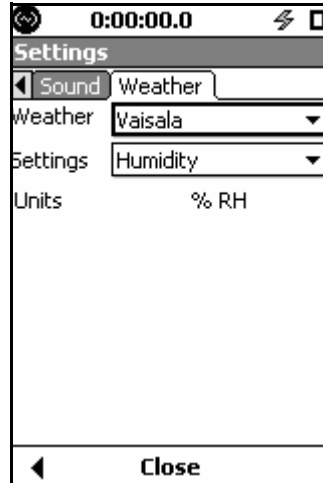 0:00:00.0
Settings
Sound Weather
Weather Vaisala
Settings Humidity
Units % RH
Close